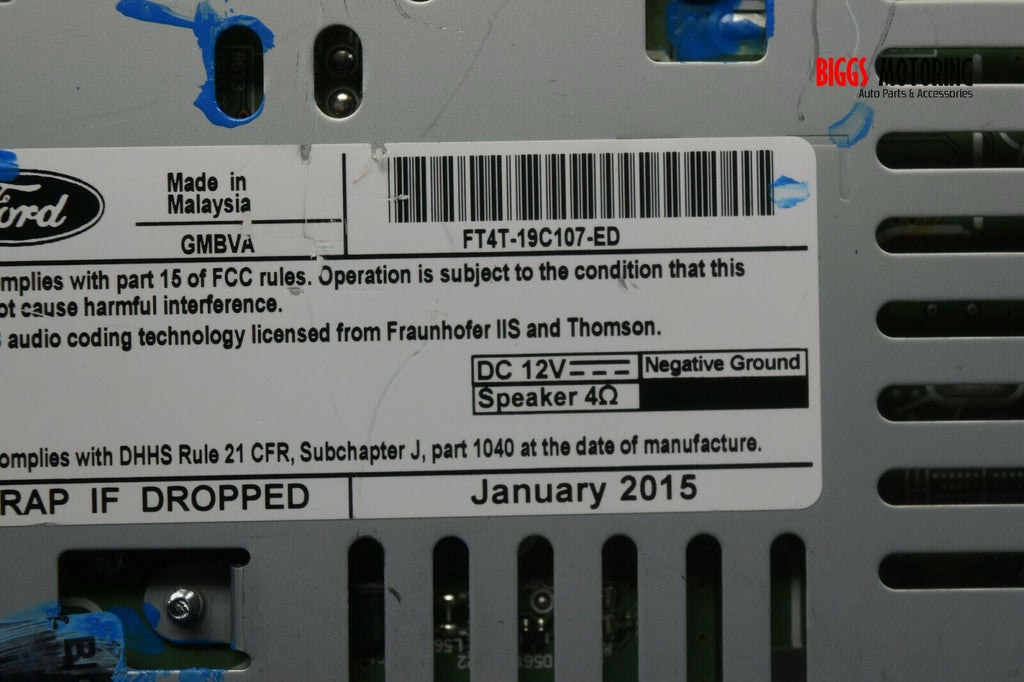 BIGGS MOTORING
Auto Parts & Accessories
Ford
Made in
Malaysia
GMBVA
FT4T-19C107-ED
omplies with part 15 of FCC rules. Operation is subject to the condition that this
ot cause harmful interference.
audio coding technology licensed from Fraunhofer IIS and Thomson.
DC 12V
Negative Ground
Speaker 4Ω
omplies with DHHS Rule 21 CFR, Subchapter J, part 1040 at the date of manufacture.
RAP IF DROPPED
January 2015